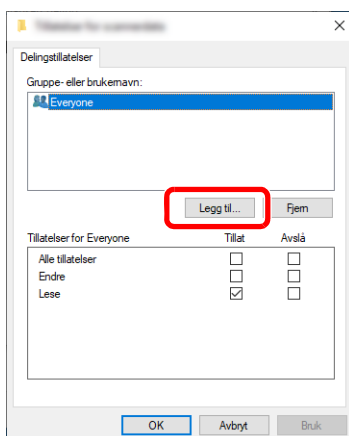 Delingstillatelser
Gruppe- eller brukernavn:
Everyone
Legg til... Fjern
Tillatelser for Everyone Tillat Avslå
Alle tillatelser
Endre
Lese
OK Avbryt Bruk